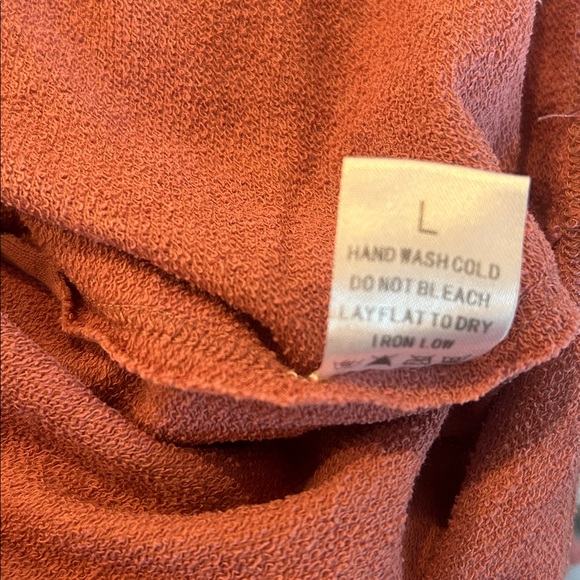 L
HAND WASH COLD
DO NOT BLEACH
LAY FLAT TO DRY
IRON LOW